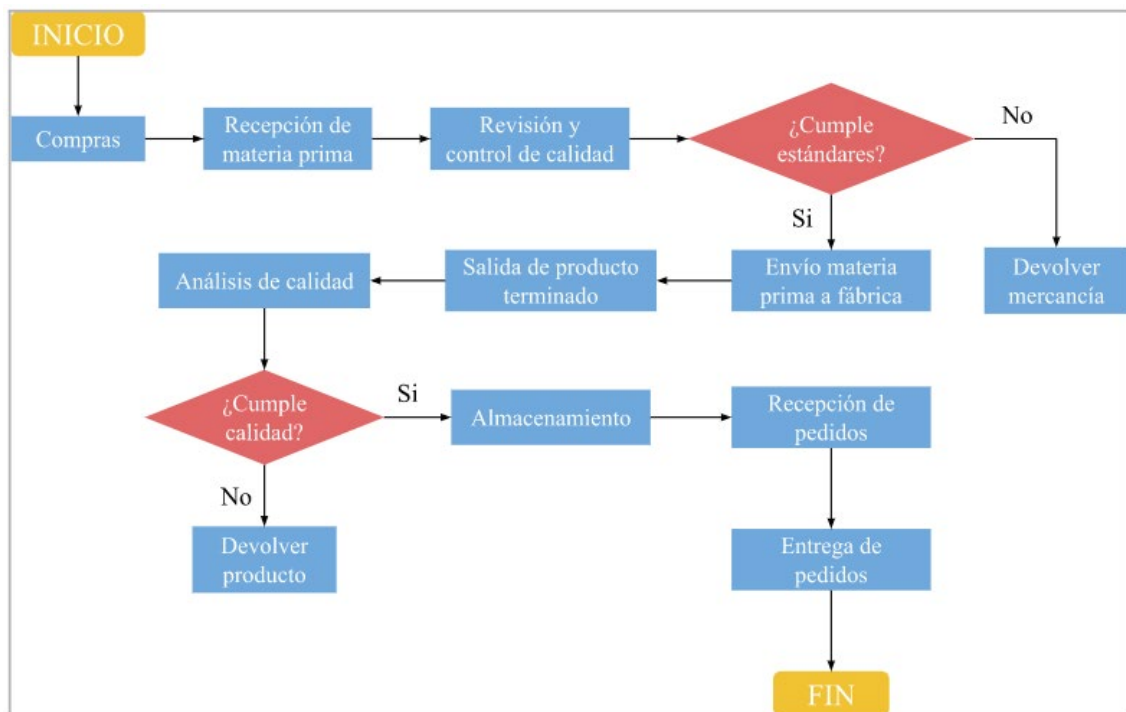 INICIO
Compras
Recepción de
materia prima
Revisión y
control de calidad
¿Cumple
estándares?
No
Si
Devolver
mercancía
Envío materia
prima a fábrica
Salida de producto
terminado
Análisis de calidad
¿Cumple
calidad?
Si
No
Almacenamiento
Recepción de
pedidos
Devolver
producto
Entrega de
pedidos
FIN